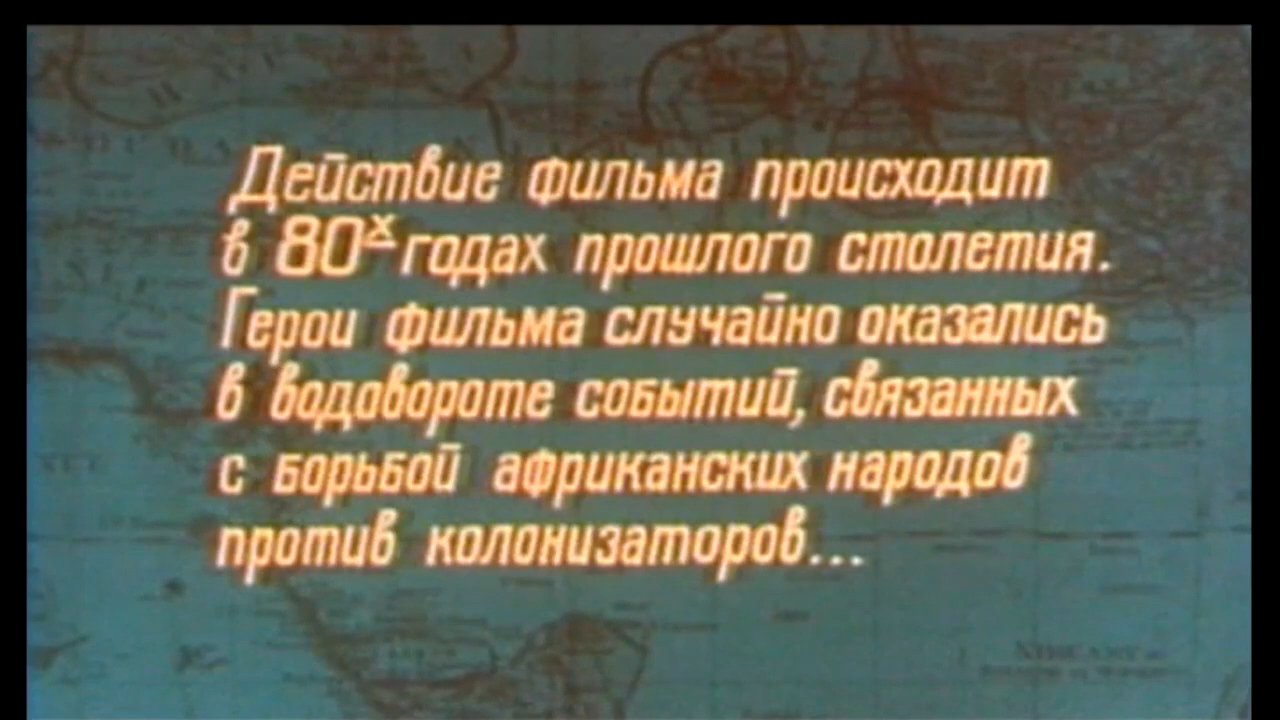 Действие фильма происходит
в 80х годах прошлого столетия.
Герои фильма случайно оказались
в водовороте событий, связанных
с борьбой африканских народов
против колонизаторов...